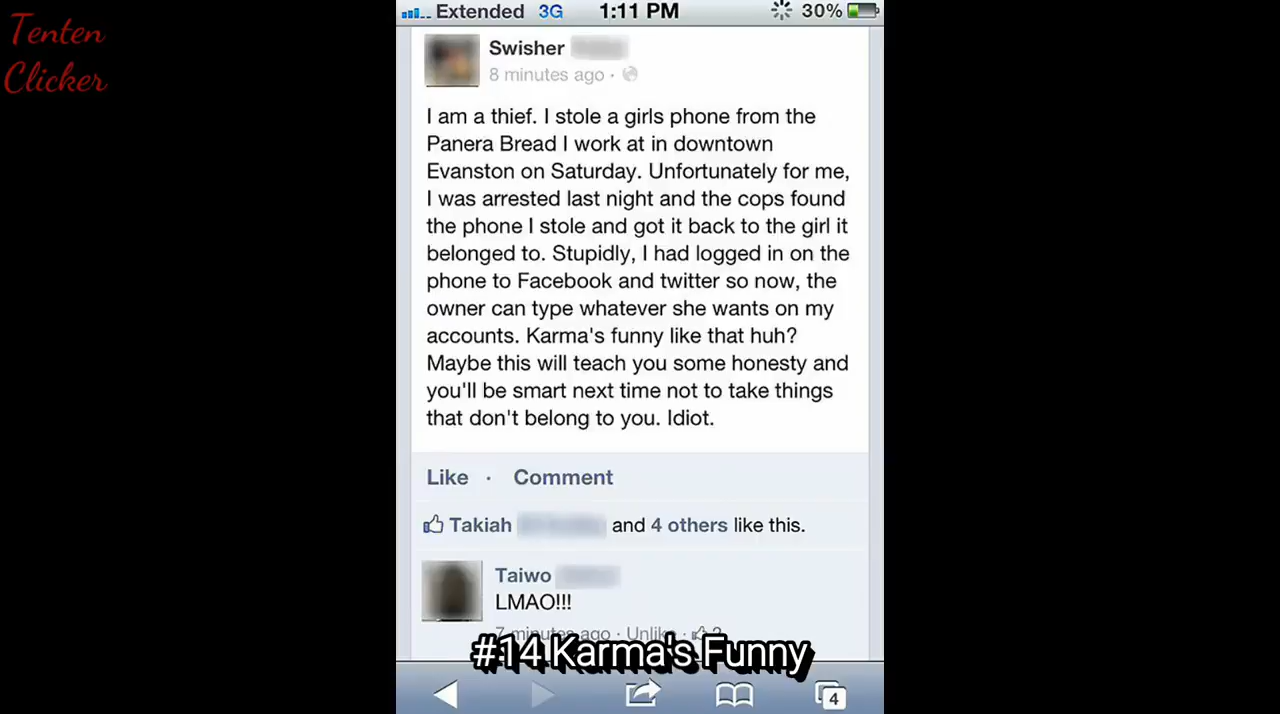 Tenten
Clicker
Extended 3G 1:11 PM 30%
Swisher
8 minutes ago ·
I am a thief. I stole a girls phone from the
Panera Bread I work at in downtown
Evanston on Saturday. Unfortunately for me,
I was arrested last night and the cops found
the phone I stole and got it back to the girl it
belonged to. Stupidly, I had logged in on the
phone to Facebook and twitter so now, the
owner can type whatever she wants on my
accounts. Karma's funny like that huh?
Maybe this will teach you some honesty and
you'll be smart next time not to take things
that don't belong to you. Idiot.
Like · Comment
Takiah and 4 others like this.
Taiwo
LMAO!!!
7 minutes ago · Unlike · 2
#14 Karma's Funny
4